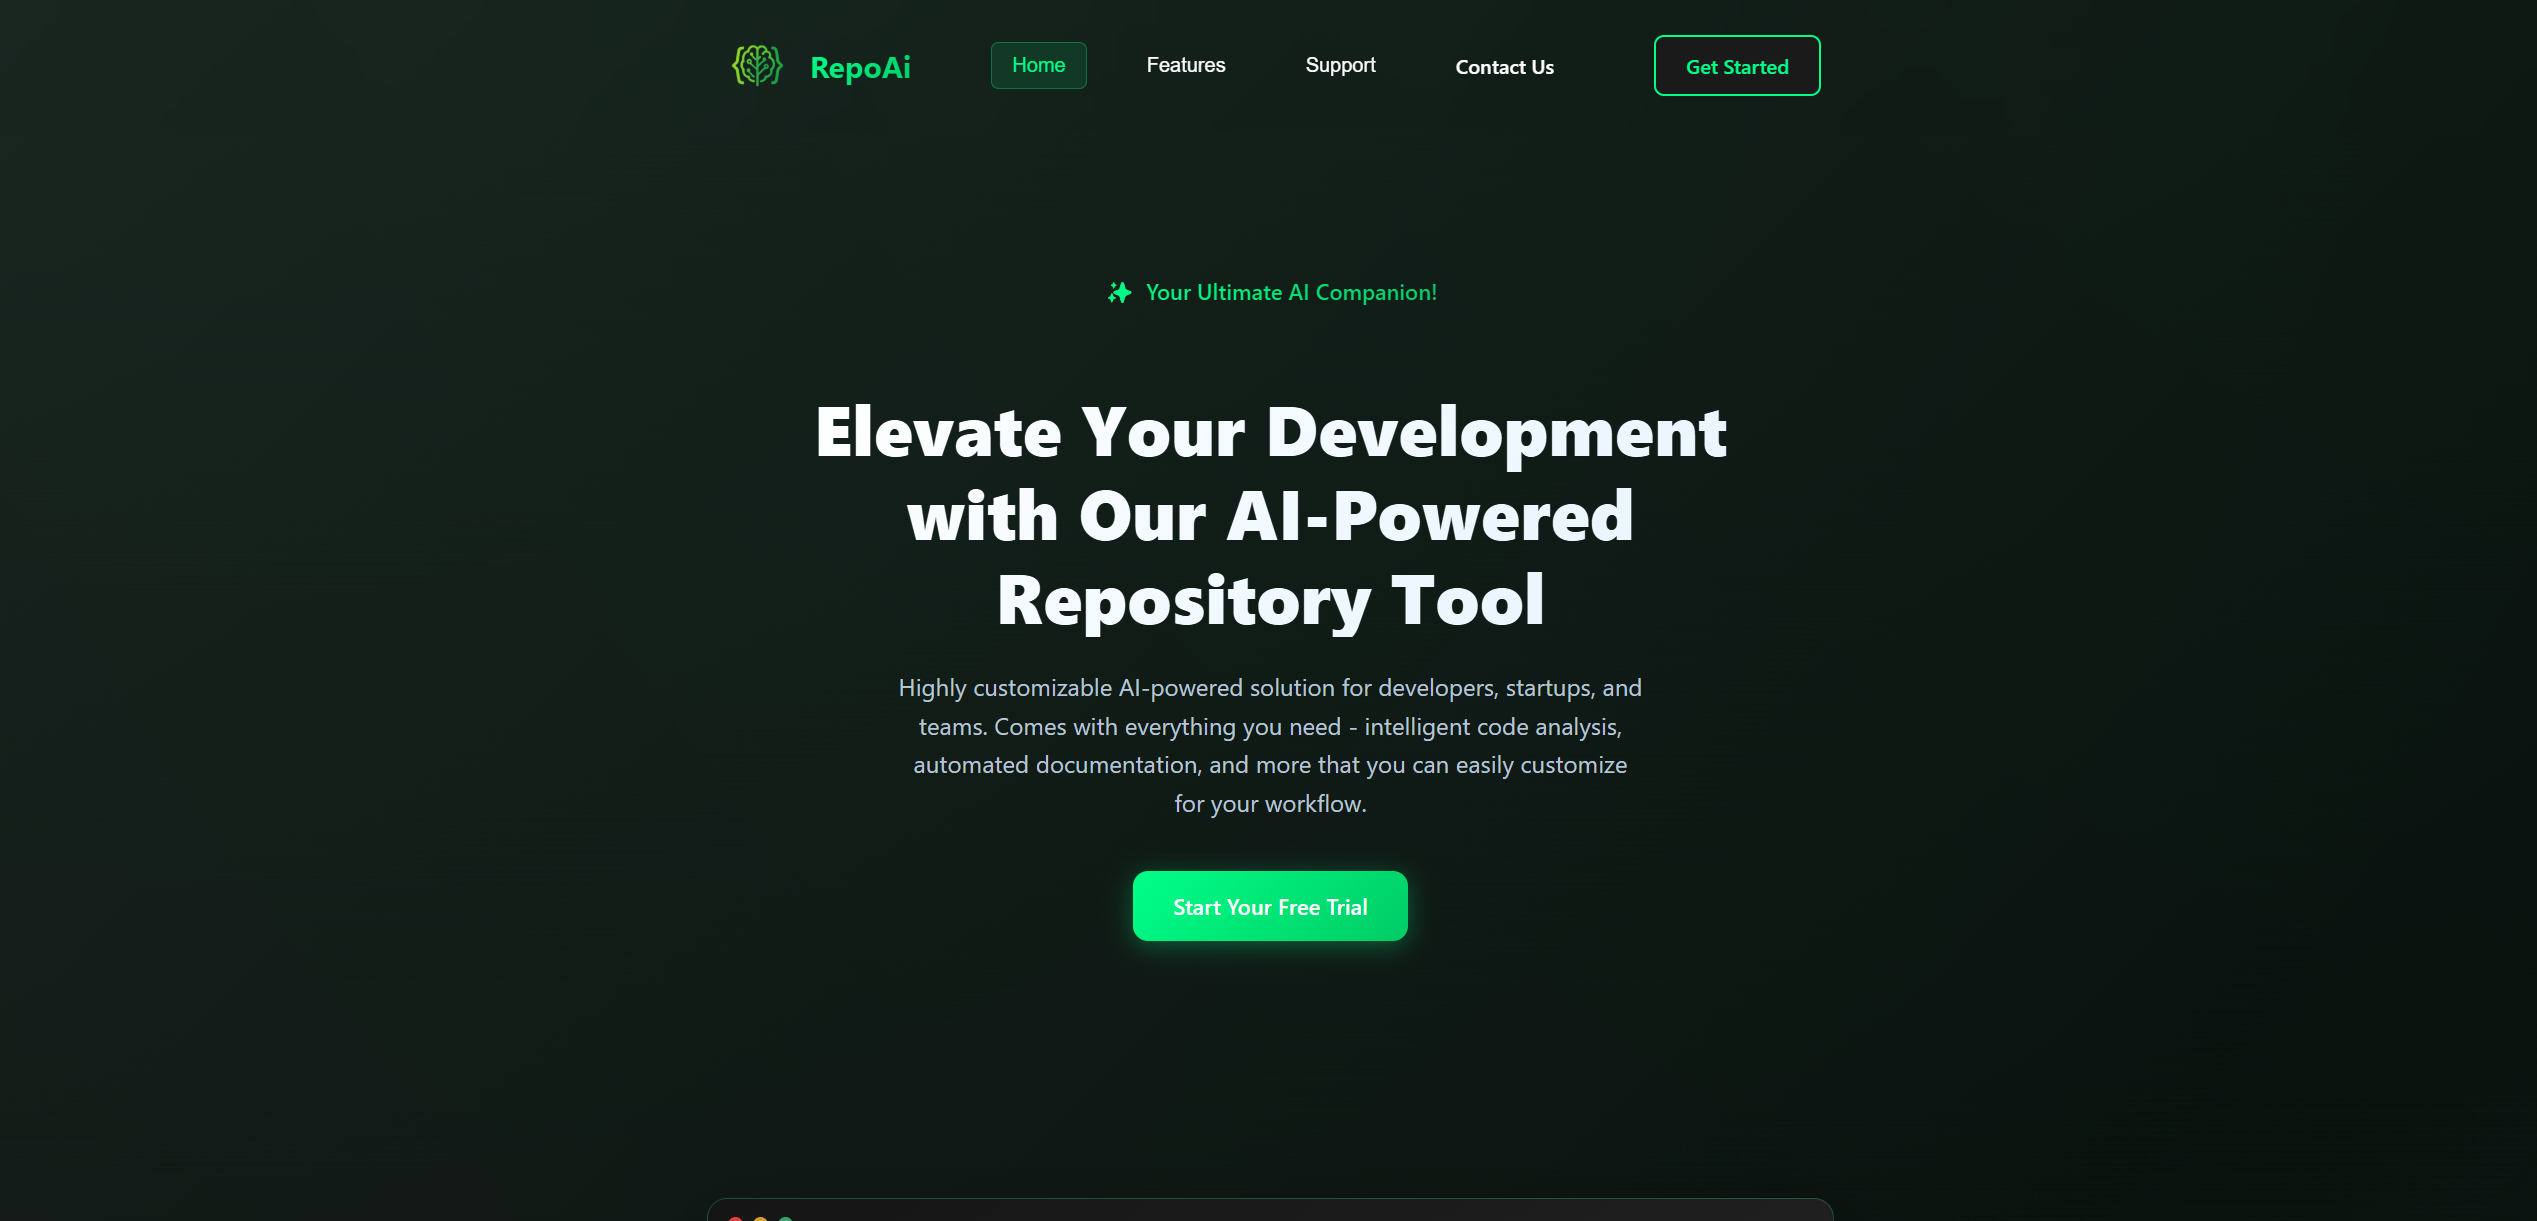 RepoAi
Home
Features
Support
Contact Us
Get Started
Your Ultimate AI Companion!
Elevate Your Development
with Our AI-Powered
Repository Tool
Highly customizable AI-powered solution for developers, startups, and
teams. Comes with everything you need - intelligent code analysis,
automated documentation, and more that you can easily customize
for your workflow.
Start Your Free Trial